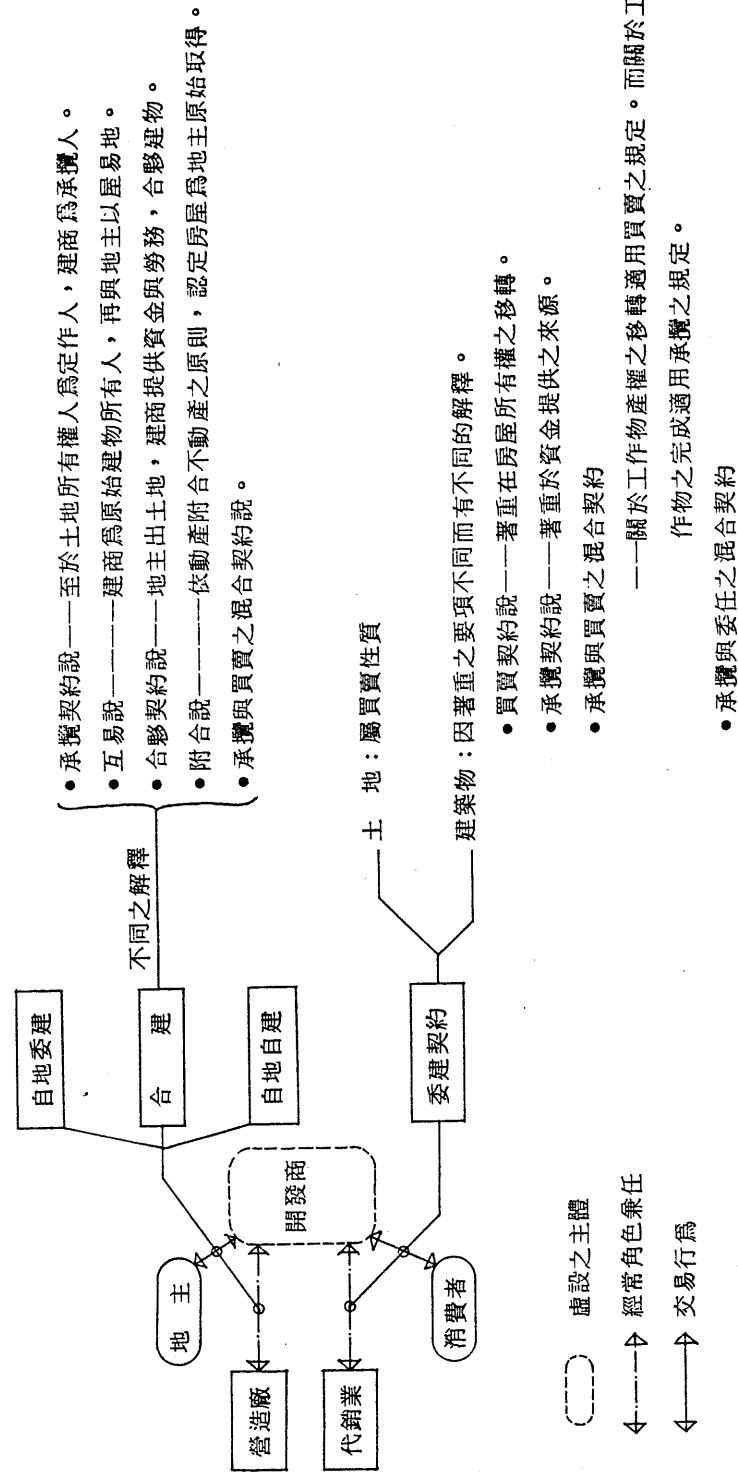 自地委建
合　建
自地自建
不同之解釋
●承攬契約說——至於土地所有權人爲定作人，建商爲承攬人。
●互易說————建商爲原始建物所有人，再與地主以屋易地。
●合夥契約說——地主出土地，建商提供資金與勞務，合夥建物。
●附合說————依動產附合不動產之原則，認定房屋爲地主原始取得。
●承攬與買賣之混合契約說。
地　主
營造廠
開發商
代銷業
消費者
委建契約
土　地：屬買賣性質
建築物：因著重之要項不同而有不同的解釋。
●買賣契約說——著重在房屋所有權之移轉。
●承攬契約說——著重於資金提供之來源。
●承攬與買賣之混合契約
——關於工作物產權之移轉適用買賣之規定。而關於工
作物之完成適用承攬之規定。
●承攬與委任之混合契約
虛設之主體
經常角色兼任
交易行爲